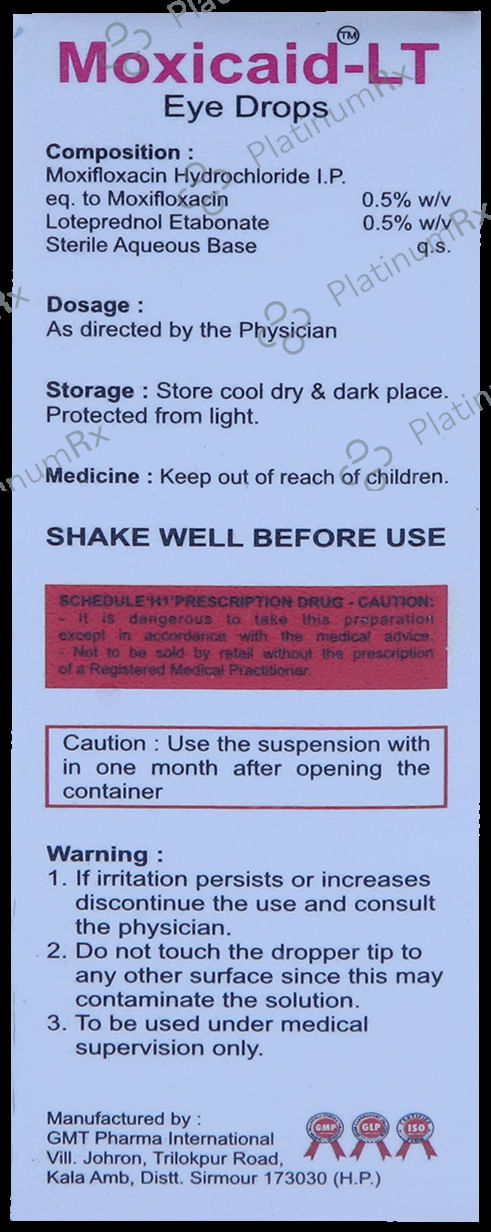 Moxicaid-LT
TM
Eye Drops
Composition :
Moxifloxacin Hydrochloride I.P.
eq. to Moxifloxacin 0.5% w/v
Loteprednol Etabonate 0.5% w/v
Sterile Aqueous Base q.s.
Dosage :
As directed by the Physician
Storage : Store cool dry & dark place.
Protected from light.
Medicine : Keep out of reach of children.
SHAKE WELL BEFORE USE
SCHEDULE 'H1' PRESCRIPTION DRUG - CAUTION:
- It is dangerous to take this preparation
except in accordance with the medical advice.
- Not to be sold by retail without the prescription
of a Registered Medical Practitioner.
Caution : Use the suspension with
in one month after opening the
container
Warning :
1. If irritation persists or increases
discontinue the use and consult
the physician.
2. Do not touch the dropper tip to
any other surface since this may
contaminate the solution.
3. To be used under medical
supervision only.
Manufactured by :
GMT Pharma International
Vill. Johron, Trilokpur Road,
Kala Amb, Distt. Sirmour 173030 (H.P.)
GMP GLP ISO
PlatinumRx
PlatinumRx
PlatinumRx